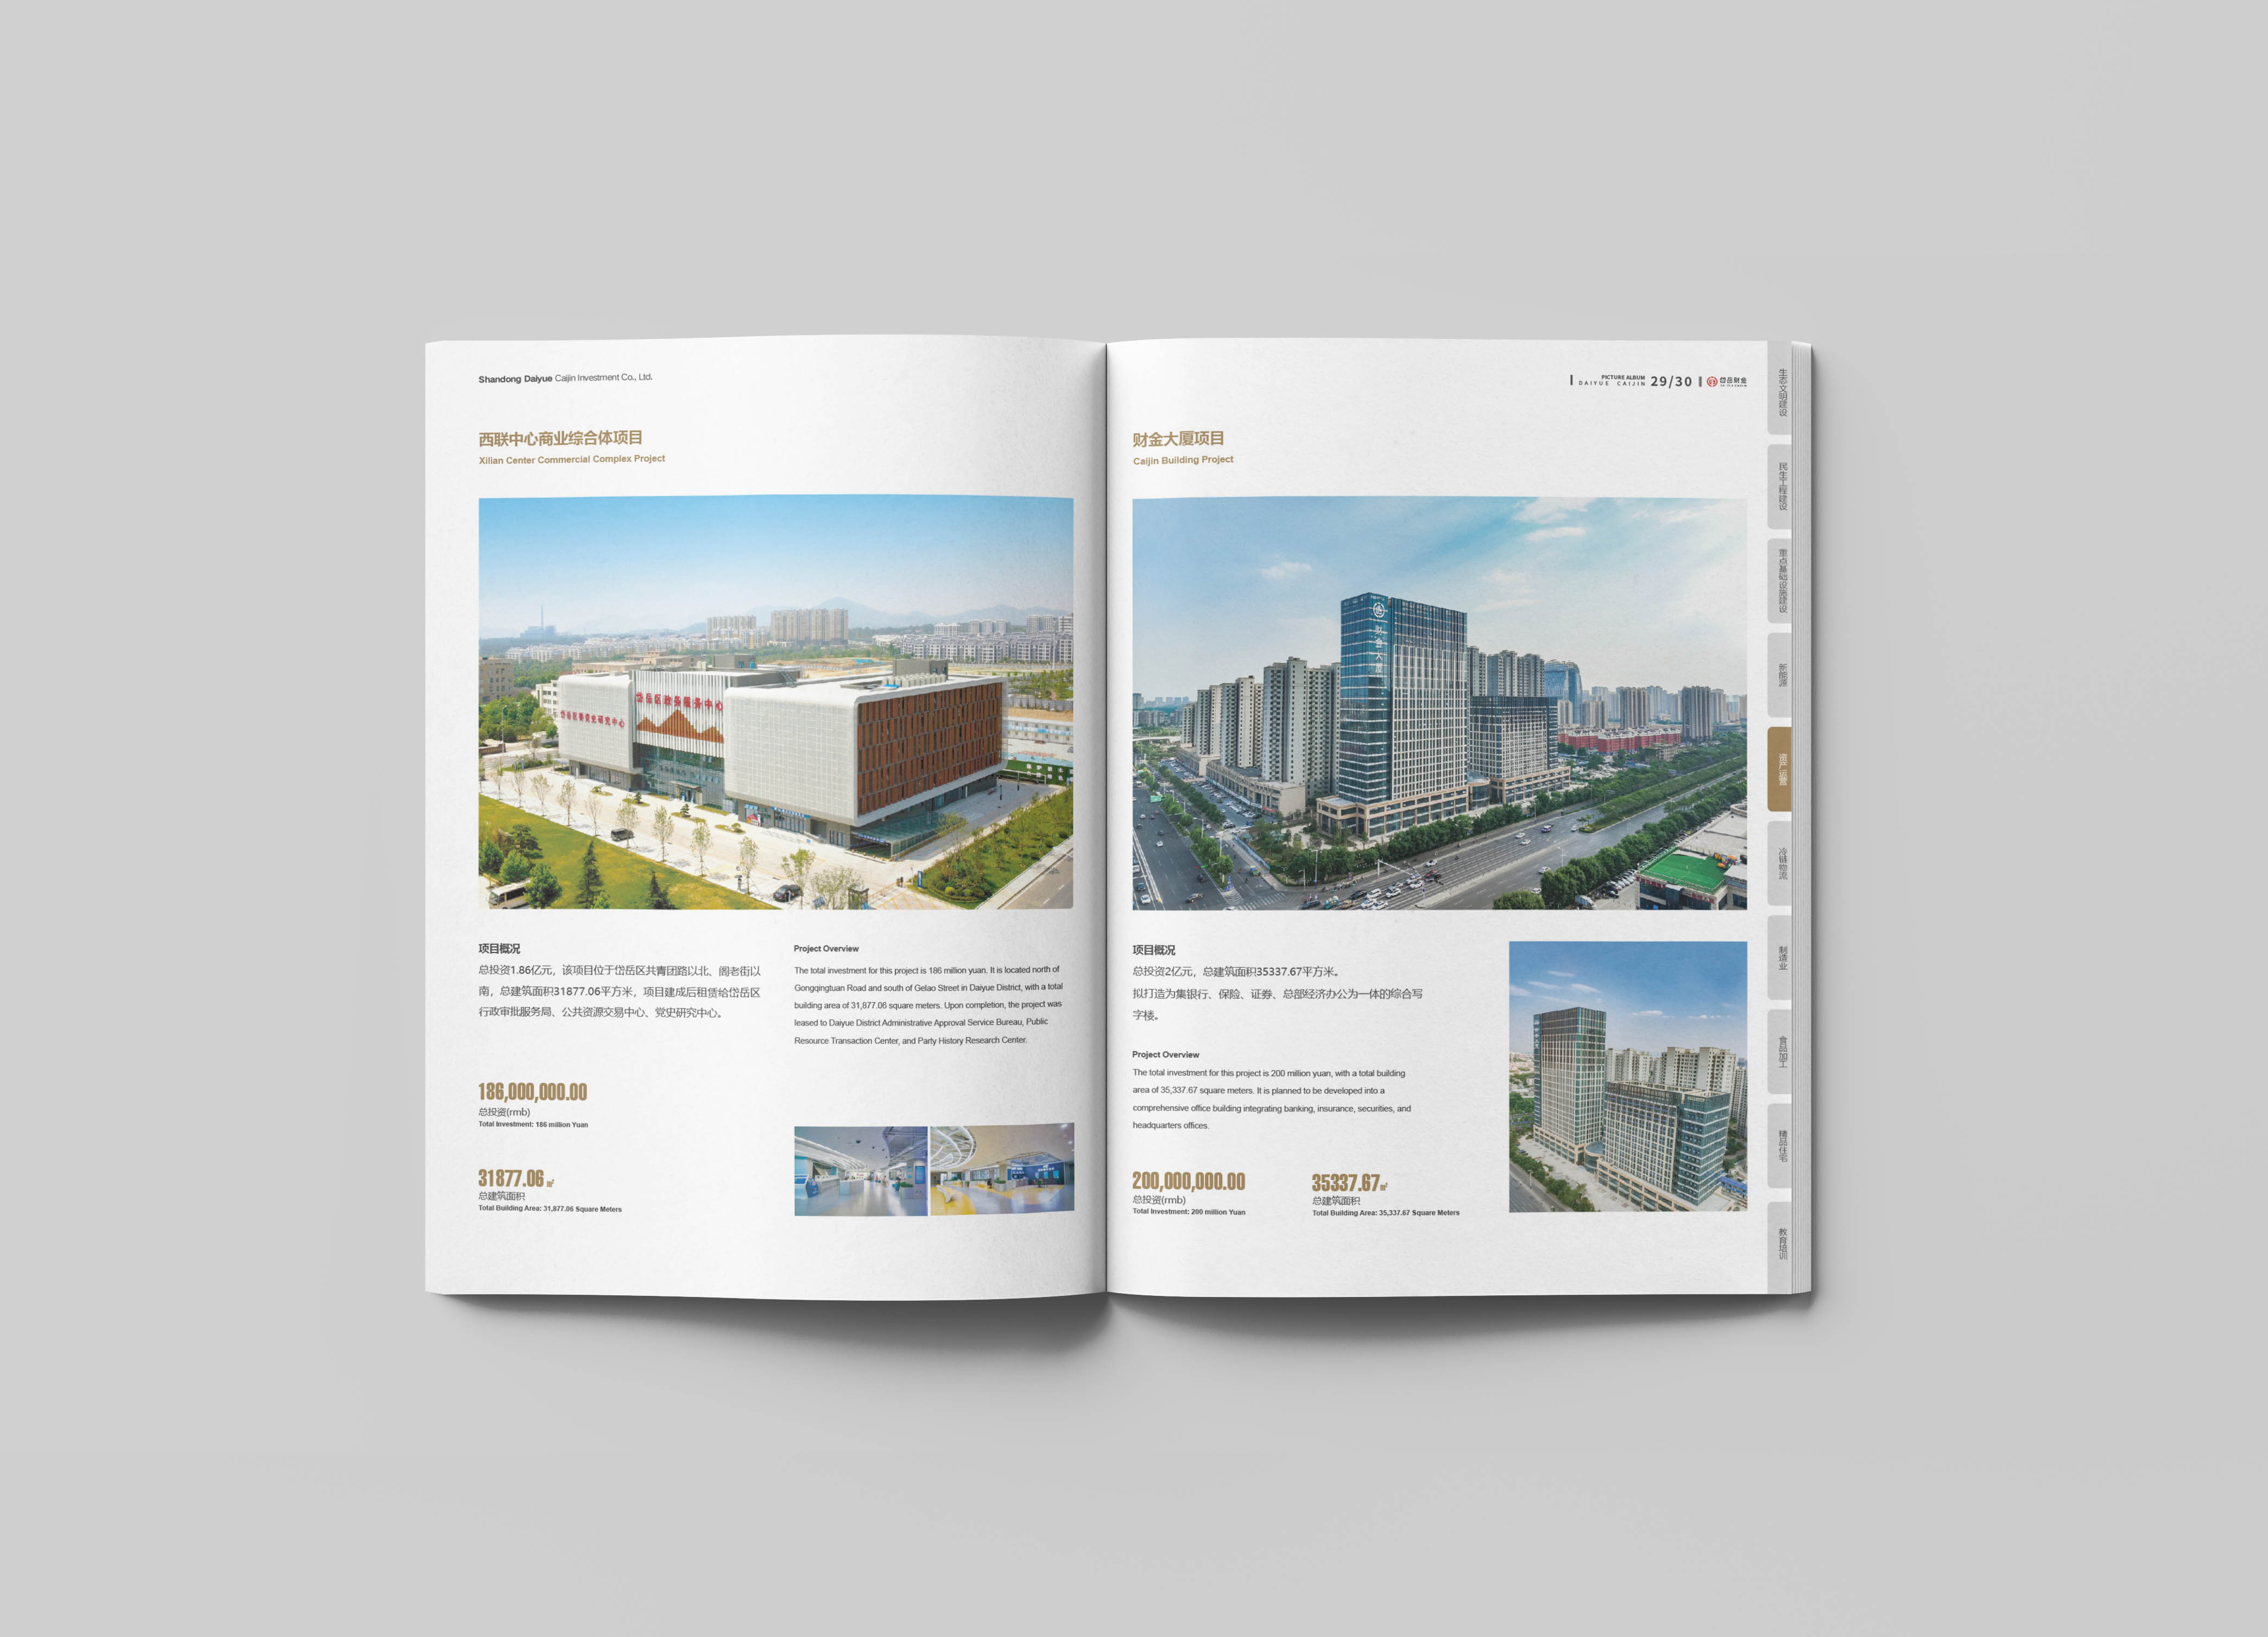 Shandong Daiyue Caijin Investment Co., Ltd.
西联中心商业综合体项目
Xilian Center Commercial Complex Project
岱岳区委党史研究中心
岱岳区政务服务中心
项目概况
总投资1.86亿元，该项目位于岱岳区共青团路以北、阁老街以
南，总建筑面积31877.06平方米，项目建成后租赁给岱岳区
行政审批服务局、公共资源交易中心、党史研究中心。
Project Overview
The total investment for this project is 186 million yuan. It is located north of
Gongqingtuan Road and south of Gelao Street in Daiyue District, with a total
building area of 31,877.06 square meters. Upon completion, the project was
leased to Daiyue District Administrative Approval Service Bureau, Public
Resource Transaction Center, and Party History Research Center.
186,000,000.00
总投资(rmb)
Total Investment: 186 million Yuan
31877.06㎡
总建筑面积
Total Building Area: 31,877.06 Square Meters
PICTURE ALBUM
DAIYUE CAIJIN
29/30
岱岳财金
财金大厦项目
Caijin Building Project
财金大厦
项目概况
总投资2亿元，总建筑面积35337.67平方米。
拟打造为集银行、保险、证券、总部经济办公为一体的综合写
字楼。
Project Overview
The total investment for this project is 200 million yuan, with a total building
area of 35,337.67 square meters. It is planned to be developed into a
comprehensive office building integrating banking, insurance, securities, and
headquarters offices.
200,000,000.00
总投资(rmb)
Total Investment: 200 million Yuan
35337.67㎡
总建筑面积
Total Building Area: 35,337.67 Square Meters
生态文明建设
民生工程建设
重点基础设施建设
新能源
资产运营
冷链物流
制造业
食品加工
精品住宅
教育培训